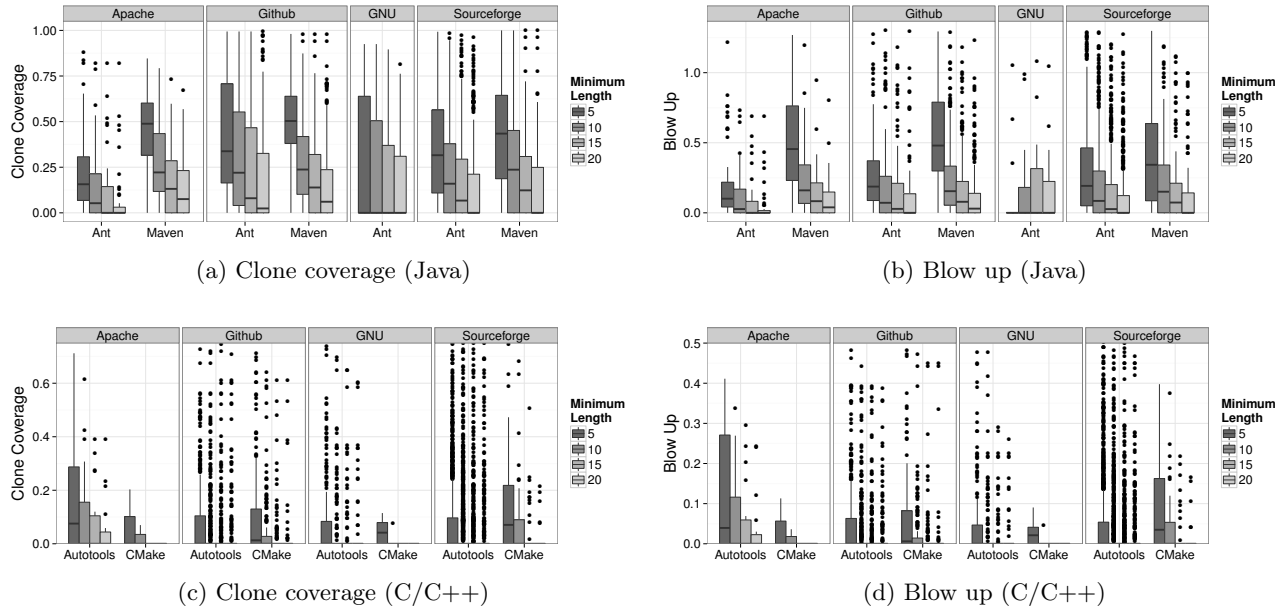 Apache Github GNU Sourceforge
1.00
0.75
0.50
0.25
0.00
Clone Coverage
Ant Maven Ant Maven Ant Ant Maven
Minimum
Length
5
10
15
20
(a) Clone coverage (Java)
Apache Github GNU Sourceforge
1.0
0.5
0.0
Blow Up
Ant Maven Ant Maven Ant Ant Maven
Minimum
Length
5
10
15
20
(b) Blow up (Java)
Apache Github GNU Sourceforge
0.6
0.4
0.2
0.0
Clone Coverage
Autotools CMake Autotools CMake Autotools CMake Autotools CMake
Minimum
Length
5
10
15
20
(c) Clone coverage (C/C++)
Apache Github GNU Sourceforge
0.5
0.4
0.3
0.2
0.1
0.0
Blow Up
Autotools CMake Autotools CMake Autotools CMake Autotools CMake
Minimum
Length
5
10
15
20
(d) Blow up (C/C++)